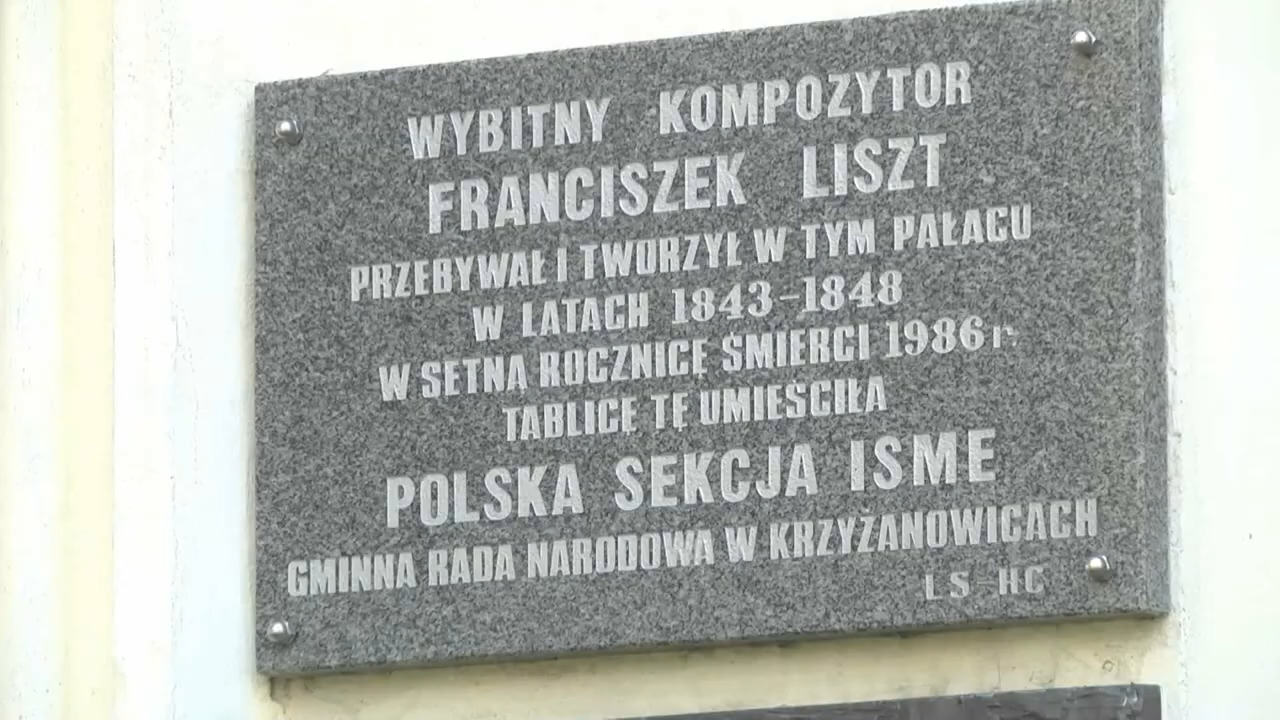 WYBITNY KOMPOZYTOR
FRANCISZEK LISZT
PRZEBYWAŁ I TWORZYŁ W TYM PAŁACU
W LATACH 1843-1848
W SETNĄ ROCZNICĘ ŚMIERCI 1986 r.
TABLICĘ TĘ UMIEŚCIŁA
POLSKA SEKCJA ISME
GMINNA RADA NARODOWA W KRZYŻANOWICACH
LS-HC